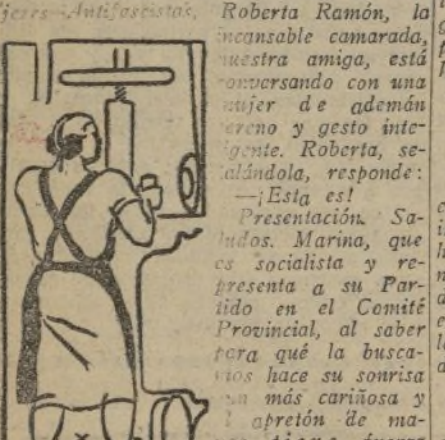 Antifascistas,
Roberta Ramón, la
incansable camarada,
nuestra amiga, está
conversando con una
mujer de ademán
sereno y gesto inte-
ligente. Roberta, se-
ñalándola, responde:
—¡Esta es!
Presentación. Sa-
ludos. Marina, que
es socialista y re-
presenta a su Par-
tido en el Comité
Provincial, al saber
para qué la busca-
mos hace su sonrisa
más cariñosa y
apretón de ma-